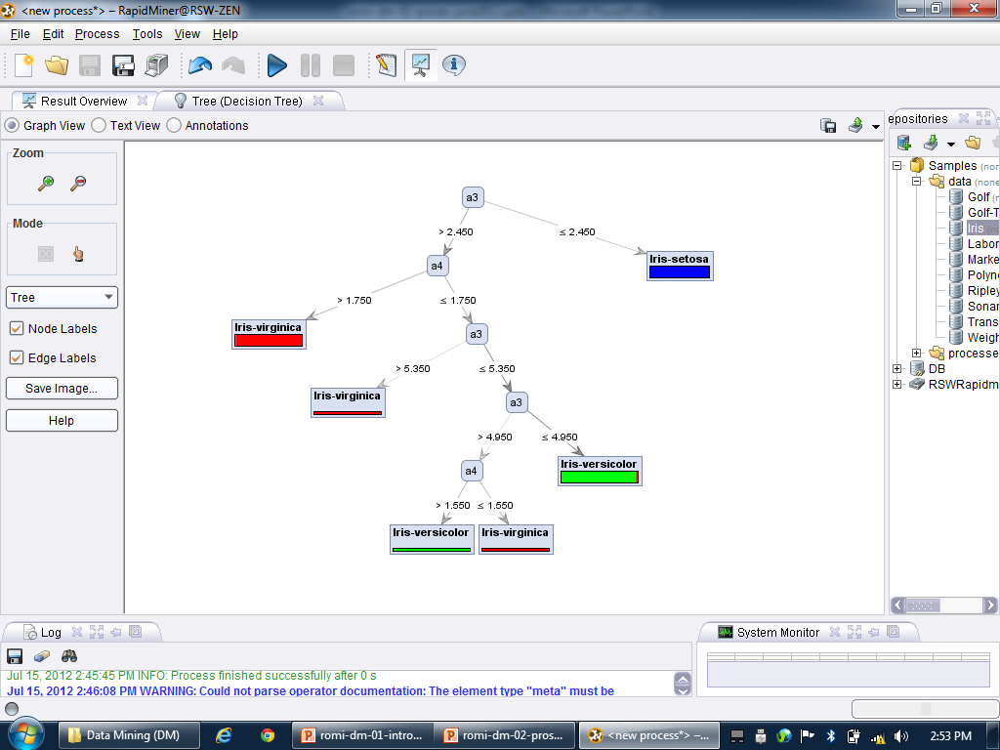 <new process*> – RapidMiner@RSW-ZEN
File Edit Process Tools View Help
Result Overview
Tree (Decision Tree)
Graph View Text View Annotations
epositories
Zoom
Mode
Tree
Node Labels
Edge Labels
Save Image...
Help
a3
> 2.450
≤ 2.450
a4
Iris-setosa
> 1.750
≤ 1.750
Iris-virginica
a3
> 5.350
≤ 5.350
Iris-virginica
a3
> 4.950
≤ 4.950
a4
Iris-versicolor
> 1.550
≤ 1.550
Iris-versicolor
Iris-virginica
Samples (non
data (none
Golf (
Golf-T
Iris
Labor
Marke
Polyn
Ripley
Sonar
Trans
Weigh
processe
DB
RSWRapidm
Log
Jul 15, 2012 2:45:45 PM INFO: Process finished successfully after 0 s
Jul 15, 2012 2:46:08 PM WARNING: Could not parse operator documentation: The element type "meta" must be
System Monitor
Data Mining (DM)
romi-dm-01-intro...
romi-dm-02-pros...
<new process*> –...
2:53 PM